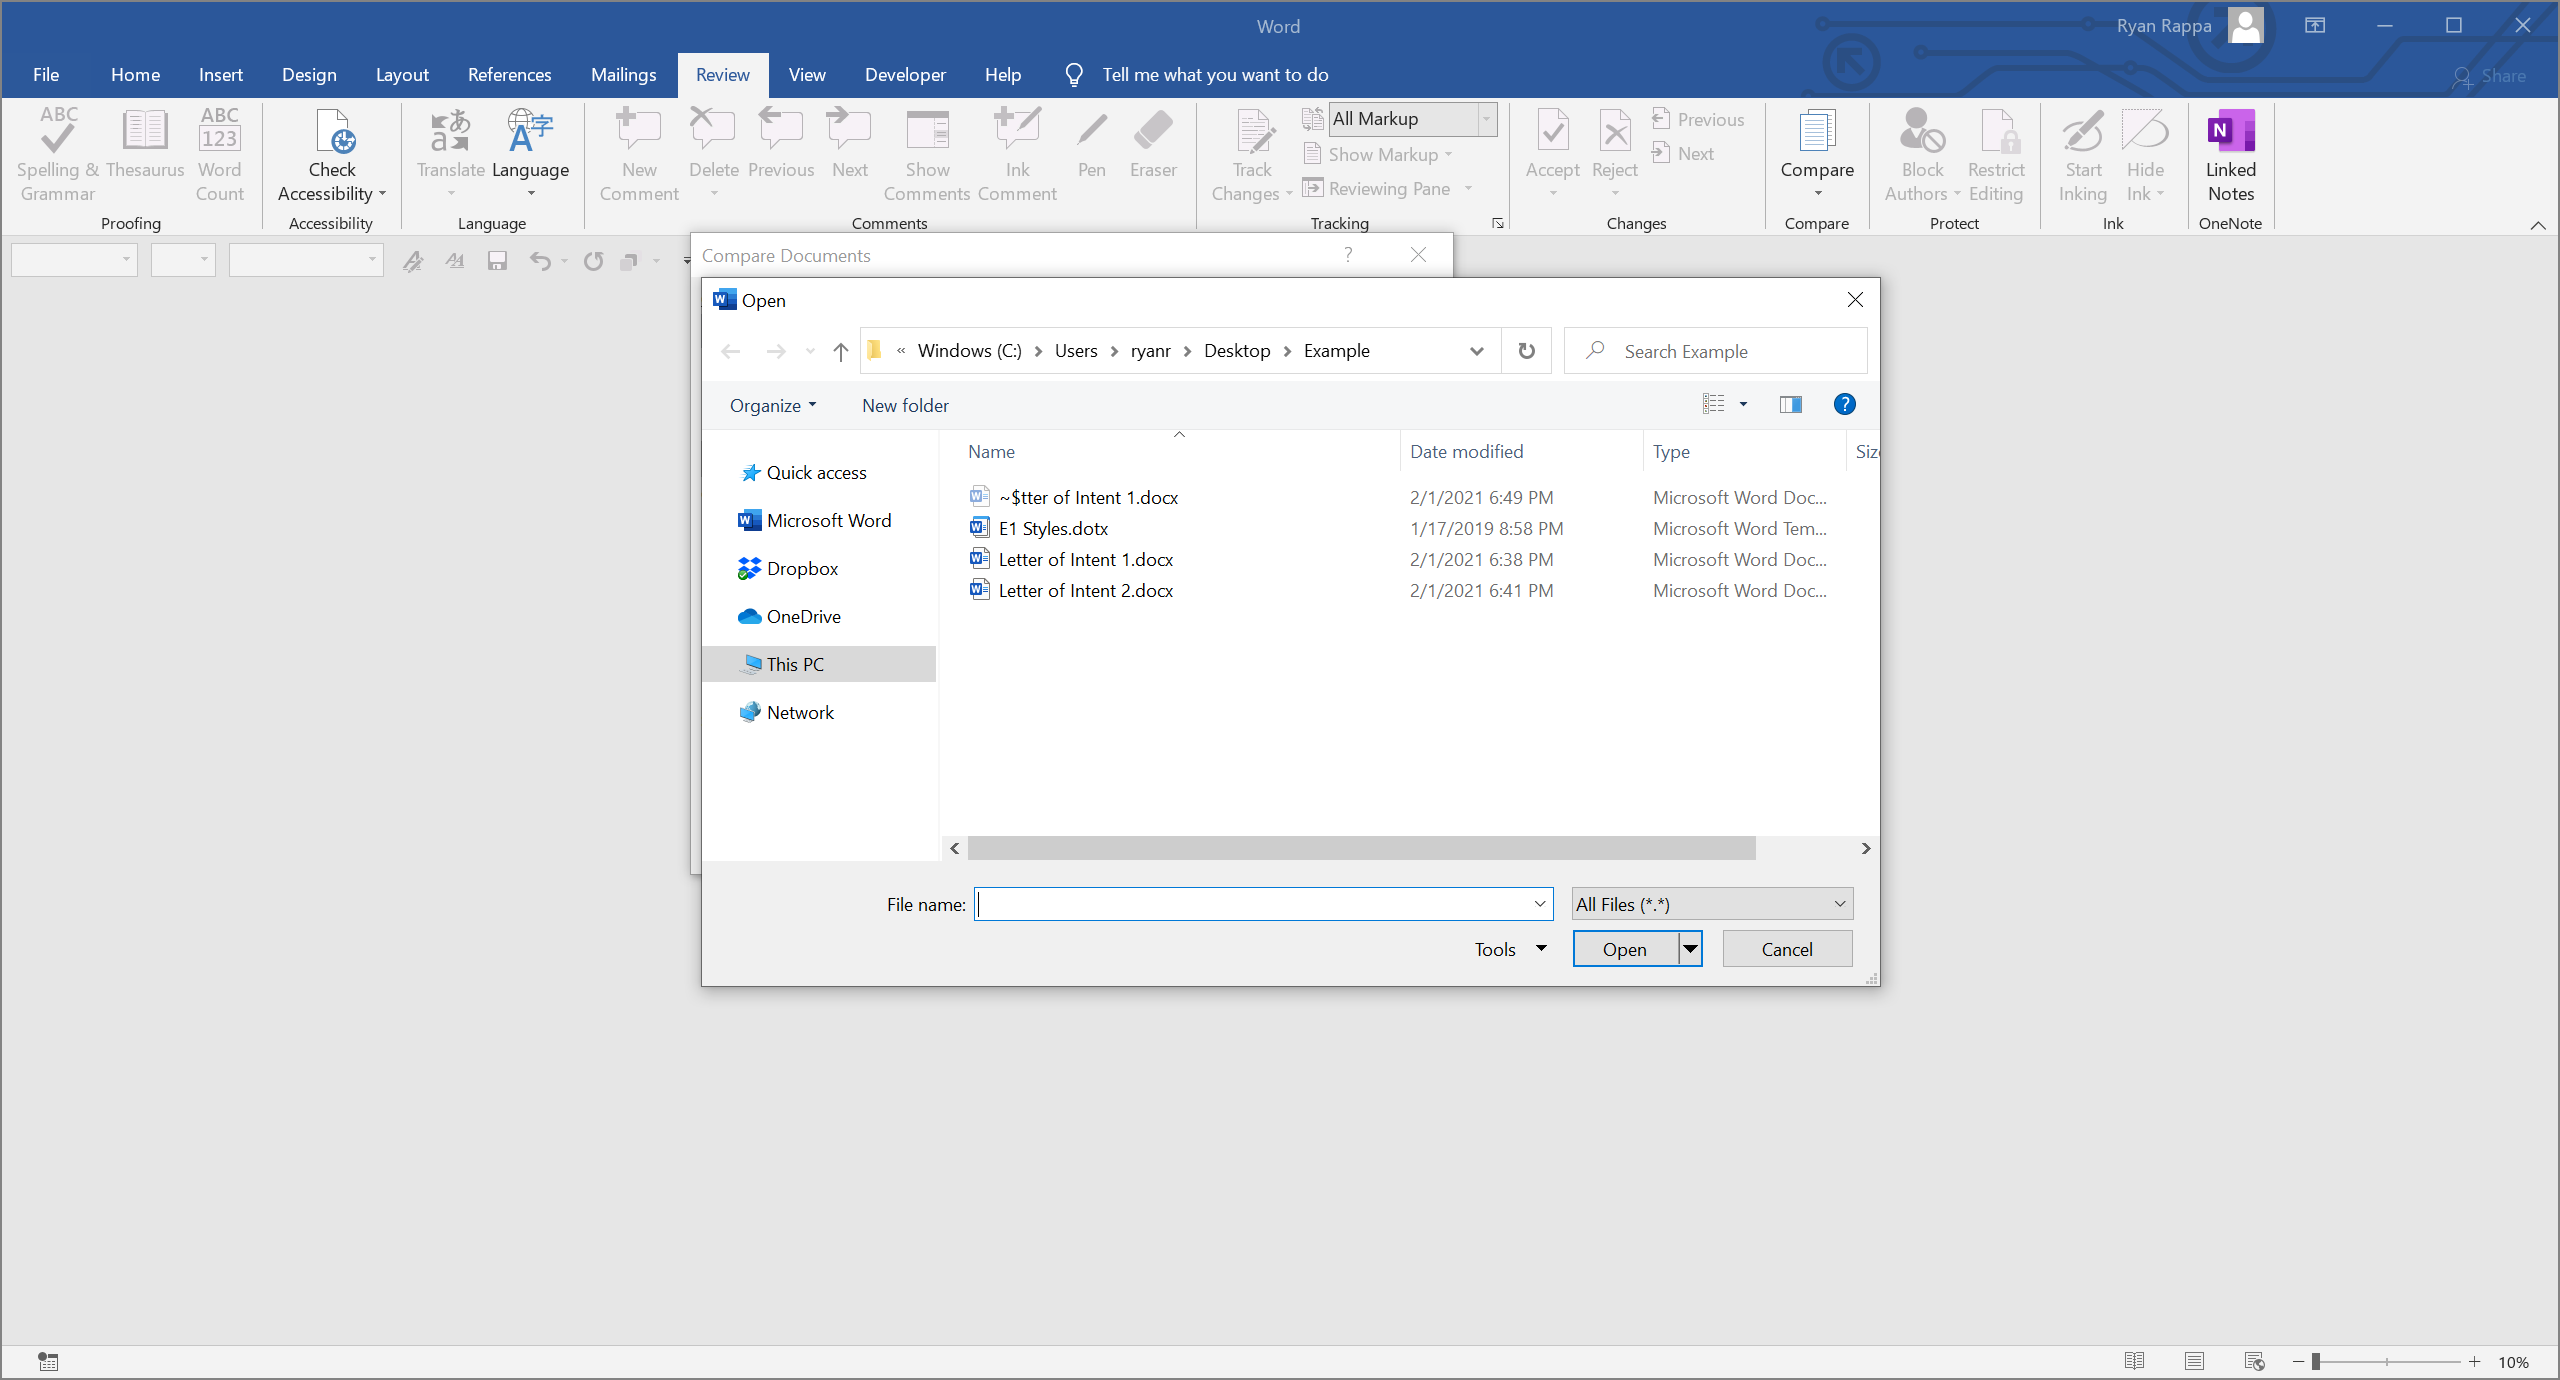 Word
Ryan Rappa
File Home Insert Design Layout References Mailings Review View Developer Help Tell me what you want to do Share
ABC Spelling & Grammar
Thesaurus
ABC 123 Word Count
Proofing
Check Accessibility
Accessibility
Translate
Language
Language
New Comment
Delete
Previous
Next
Show Comments
Ink Comment
Pen
Eraser
Comments
Track Changes
All Markup
Show Markup
Reviewing Pane
Tracking
Accept
Reject
Previous
Next
Changes
Compare
Compare
Block Authors
Restrict Editing
Protect
Start Inking
Hide Ink
Ink
Linked Notes
OneNote
Compare Documents ?
Open
« Windows (C:) > Users > ryanr > Desktop > Example
Search Example
Organize New folder
Quick access
Microsoft Word
Dropbox
OneDrive
This PC
Network
Name Date modified Type Siz
~$tter of Intent 1.docx 2/1/2021 6:49 PM Microsoft Word Doc...
E1 Styles.dotx 1/17/2019 8:58 PM Microsoft Word Tem...
Letter of Intent 1.docx 2/1/2021 6:38 PM Microsoft Word Doc...
Letter of Intent 2.docx 2/1/2021 6:41 PM Microsoft Word Doc...
File name: All Files (*.*)
Tools Open Cancel
10%